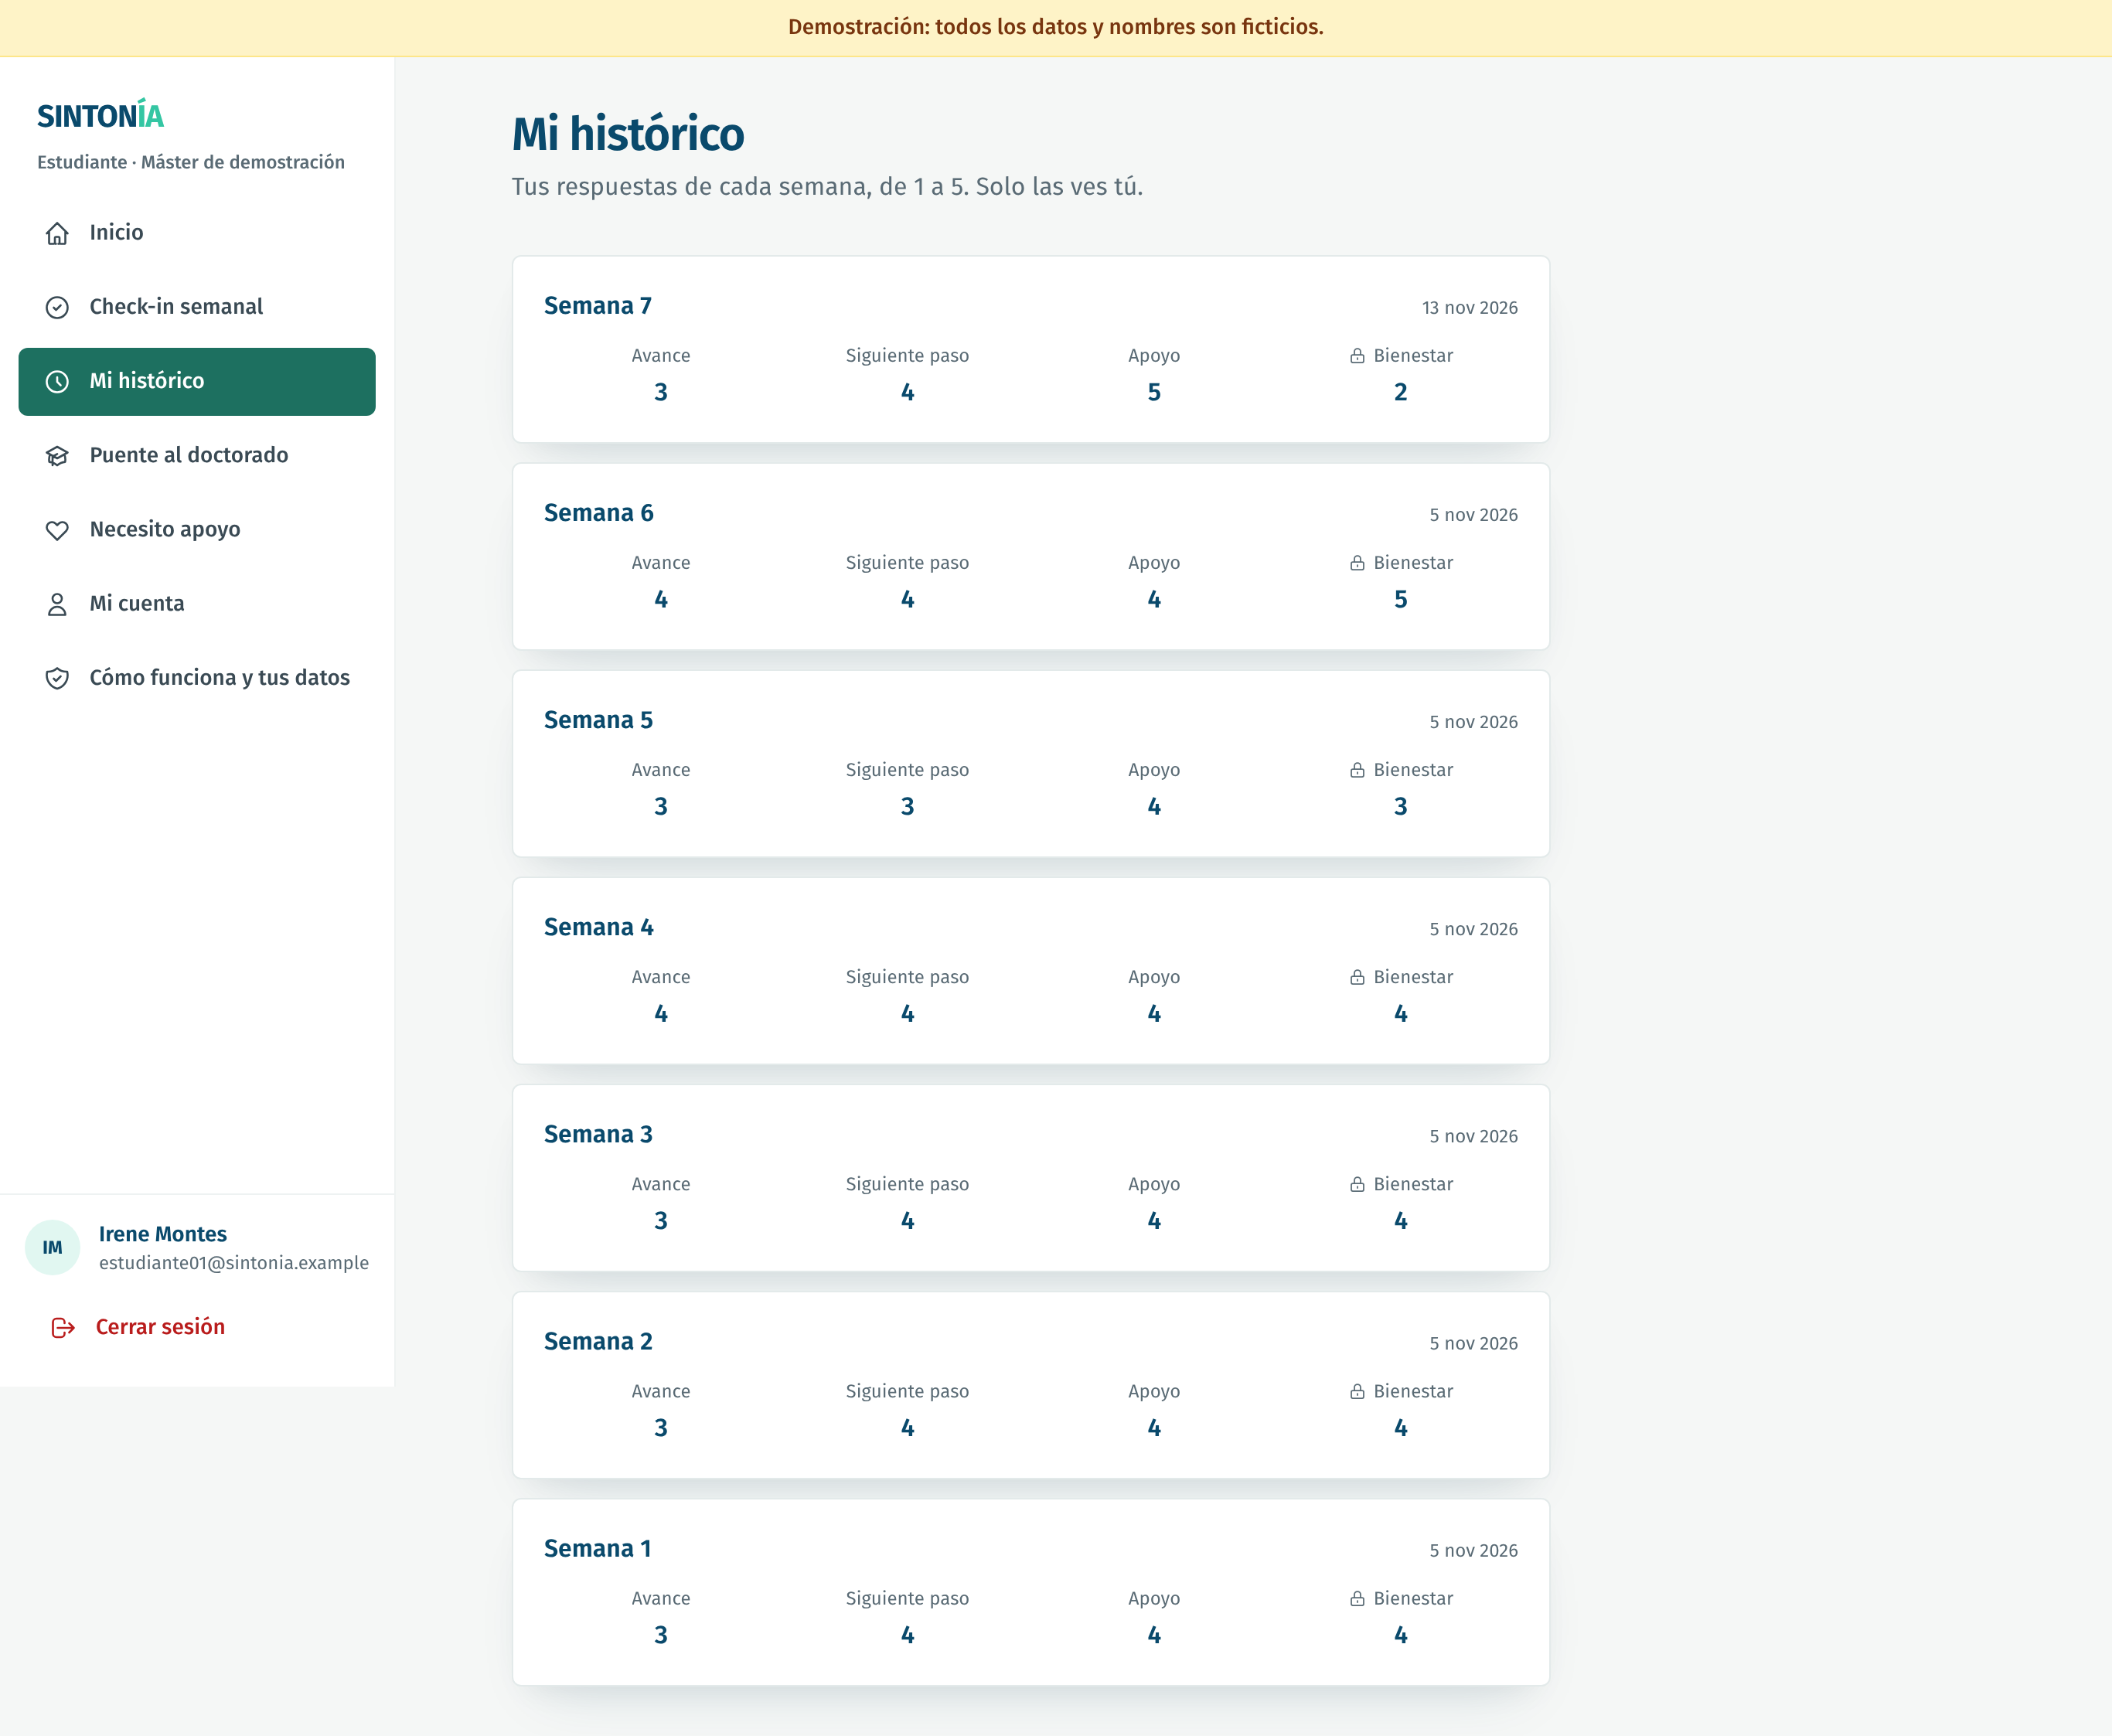 Demostración: todos los datos y nombres son ficticios.
SINTONÍA
Estudiante · Máster de demostración
Inicio
Check-in semanal
Mi histórico
Puente al doctorado
Necesito apoyo
Mi cuenta
Cómo funciona y tus datos
IM
Irene Montes
estudiante01@sintonia.example
Cerrar sesión
Mi histórico
Tus respuestas de cada semana, de 1 a 5. Solo las ves tú.
Semana 7 13 nov 2026
Avance Siguiente paso Apoyo Bienestar
3 4 5 2
Semana 6 5 nov 2026
Avance Siguiente paso Apoyo Bienestar
4 4 4 5
Semana 5 5 nov 2026
Avance Siguiente paso Apoyo Bienestar
3 3 4 3
Semana 4 5 nov 2026
Avance Siguiente paso Apoyo Bienestar
4 4 4 4
Semana 3 5 nov 2026
Avance Siguiente paso Apoyo Bienestar
3 4 4 4
Semana 2 5 nov 2026
Avance Siguiente paso Apoyo Bienestar
3 4 4 4
Semana 1 5 nov 2026
Avance Siguiente paso Apoyo Bienestar
3 4 4 4